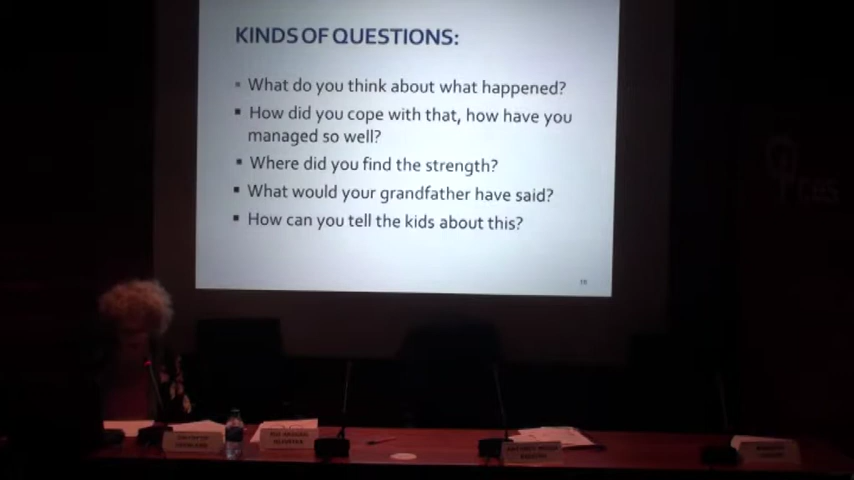 KINDS OF QUESTIONS:
▪ What do you think about what happened?
▪ How did you cope with that, how have you
managed so well?
▪ Where did you find the strength?
▪ What would your grandfather have said?
▪ How can you tell the kids about this?
ces